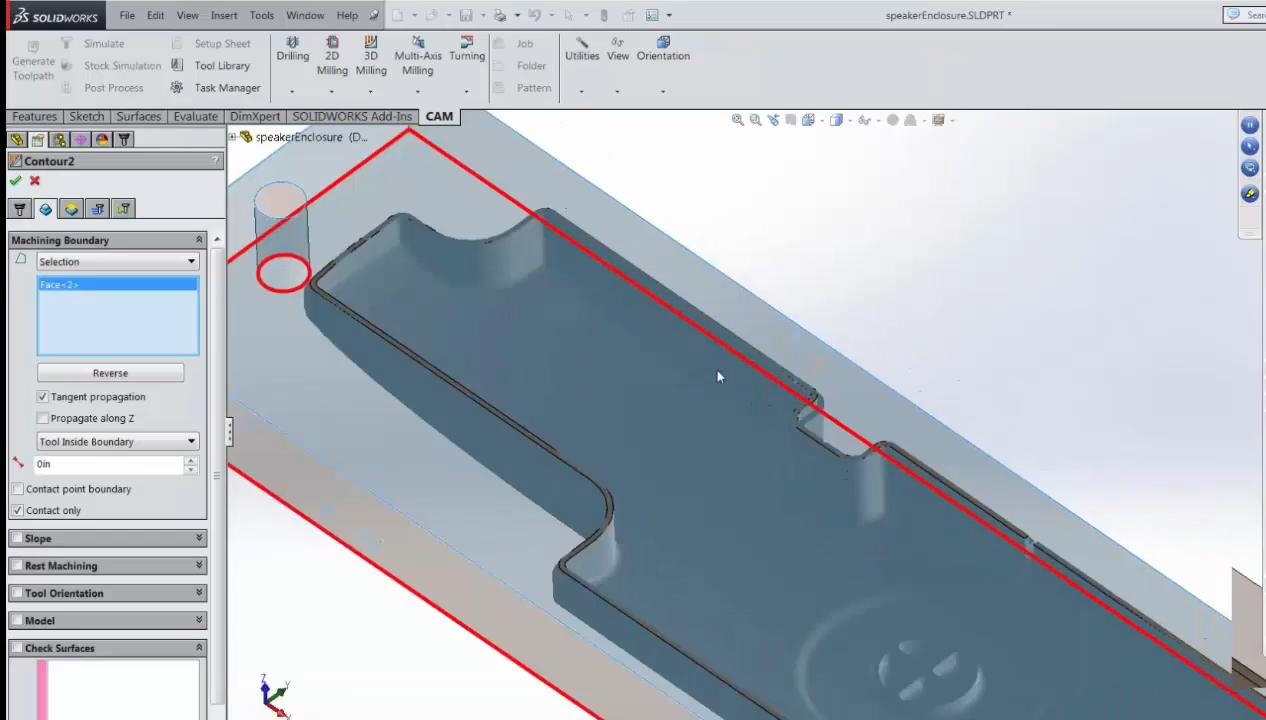 SOLIDWORKS File Edit View Insert Tools Window Help speakerEnclosure.SLDPRT * Sear
Generate Toolpath
Simulate Setup Sheet
Stock Simulation Tool Library
Post Process Task Manager
Drilling
2D Milling
3D Milling
Multi-Axis Milling
Turning
Job
Folder
Pattern
Utilities View Orientation
Features Sketch Surfaces Evaluate DimXpert SOLIDWORKS Add-Ins CAM
speakerEnclosure (D...
Contour2 ?
Machining Boundary
Selection
Face<2>
Reverse
Tangent propagation
Propagate along Z
Tool Inside Boundary
0in
Contact point boundary
Contact only
Slope
Rest Machining
Tool Orientation
Model
Check Surfaces
Z
Y
X